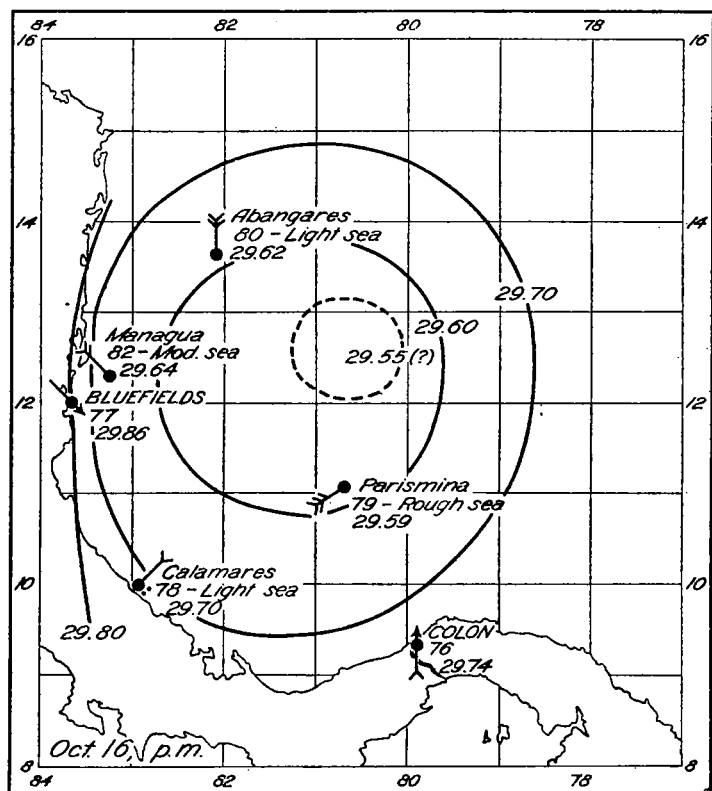 84 82 80 78
16 16
Abangares
80-Light sea
29.62
14 14
29.70
29.60
Managua
82-Mod. sea
29.64
29.55(?)
BLUEFIELDS
77
29.86
12 12
Parismina
79-Rough sea
29.59
Calamares
78-Light sea
29.70
10 10
29.80
COLON
76
29.74
Oct. 16, p.m.
8 8
84 82 80 78